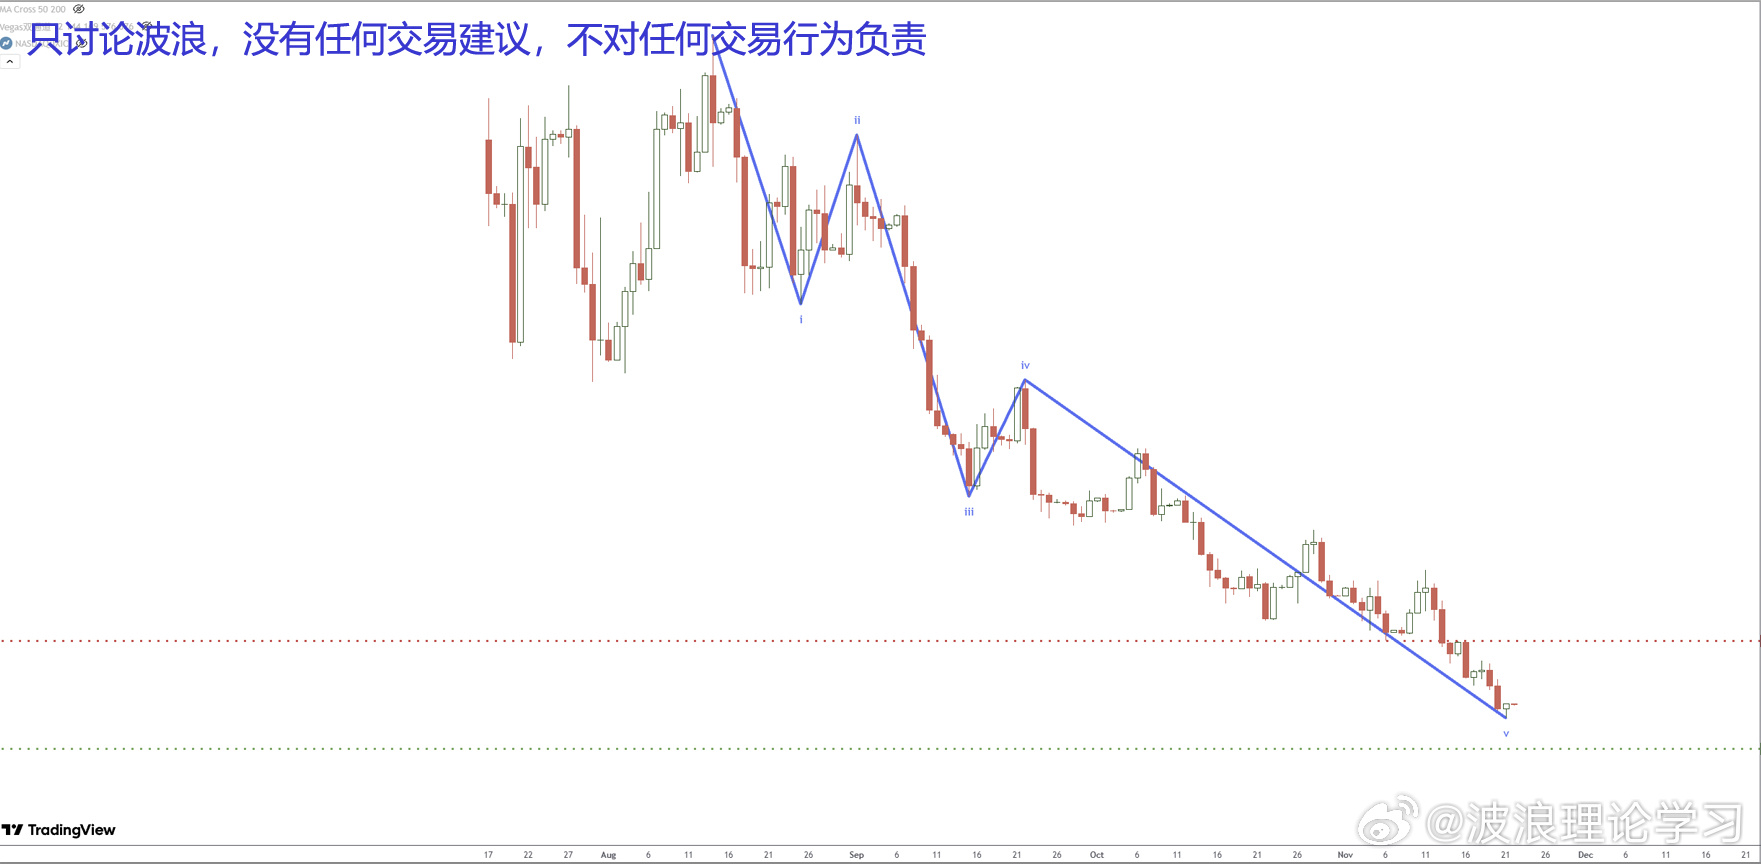 MA Cross 50 200
只讨论波浪，没有任何交易建议，不对任何交易行为负责
ii
i
iv
iii
v
TradingView
@波浪理论学习
17 22 27 Aug 6 11 16 21 26 Sep 6 11 16 21 26 Oct 6 11 16 21 26 Nov 6 11 16 21 26 Dec 6 11 16 21